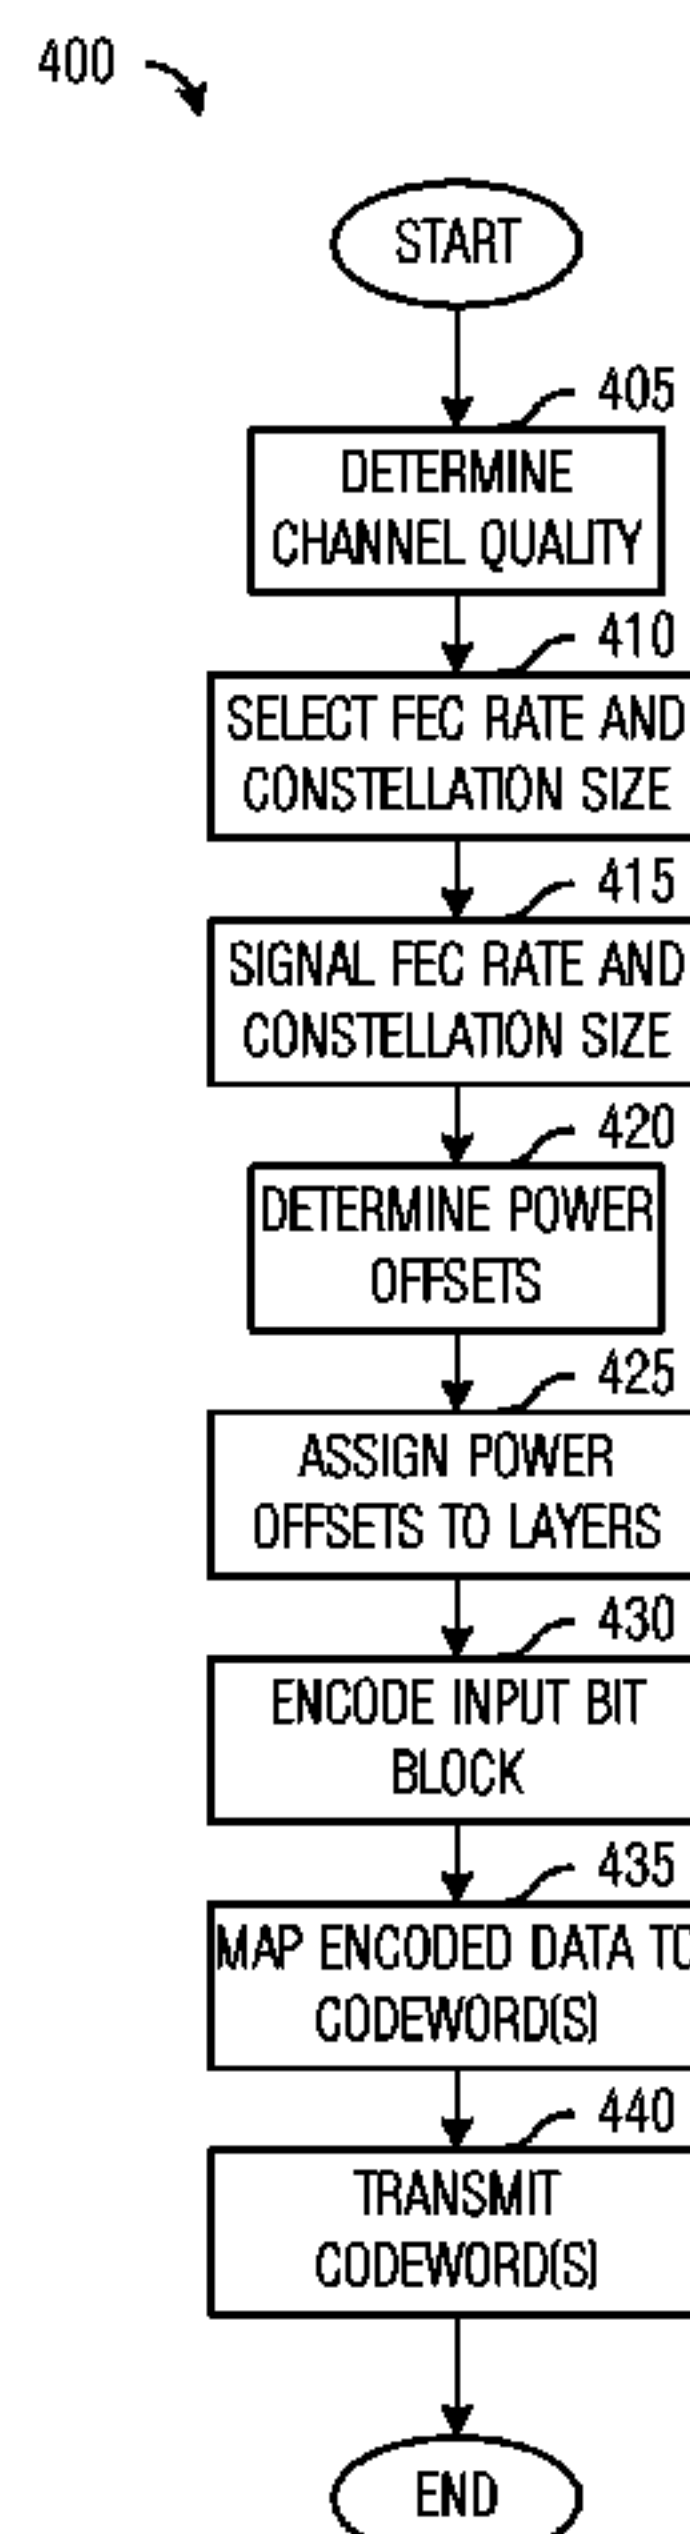 400
START
405
DETERMINE
CHANNEL QUALITY
410
SELECT FEC RATE AND
CONSTELLATION SIZE
415
SIGNAL FEC RATE AND
CONSTELLATION SIZE
420
DETERMINE POWER
OFFSETS
425
ASSIGN POWER
OFFSETS TO LAYERS
430
ENCODE INPUT BIT
BLOCK
435
MAP ENCODED DATA TO
CODEWORD(S)
440
TRANSMIT
CODEWORD(S)
END